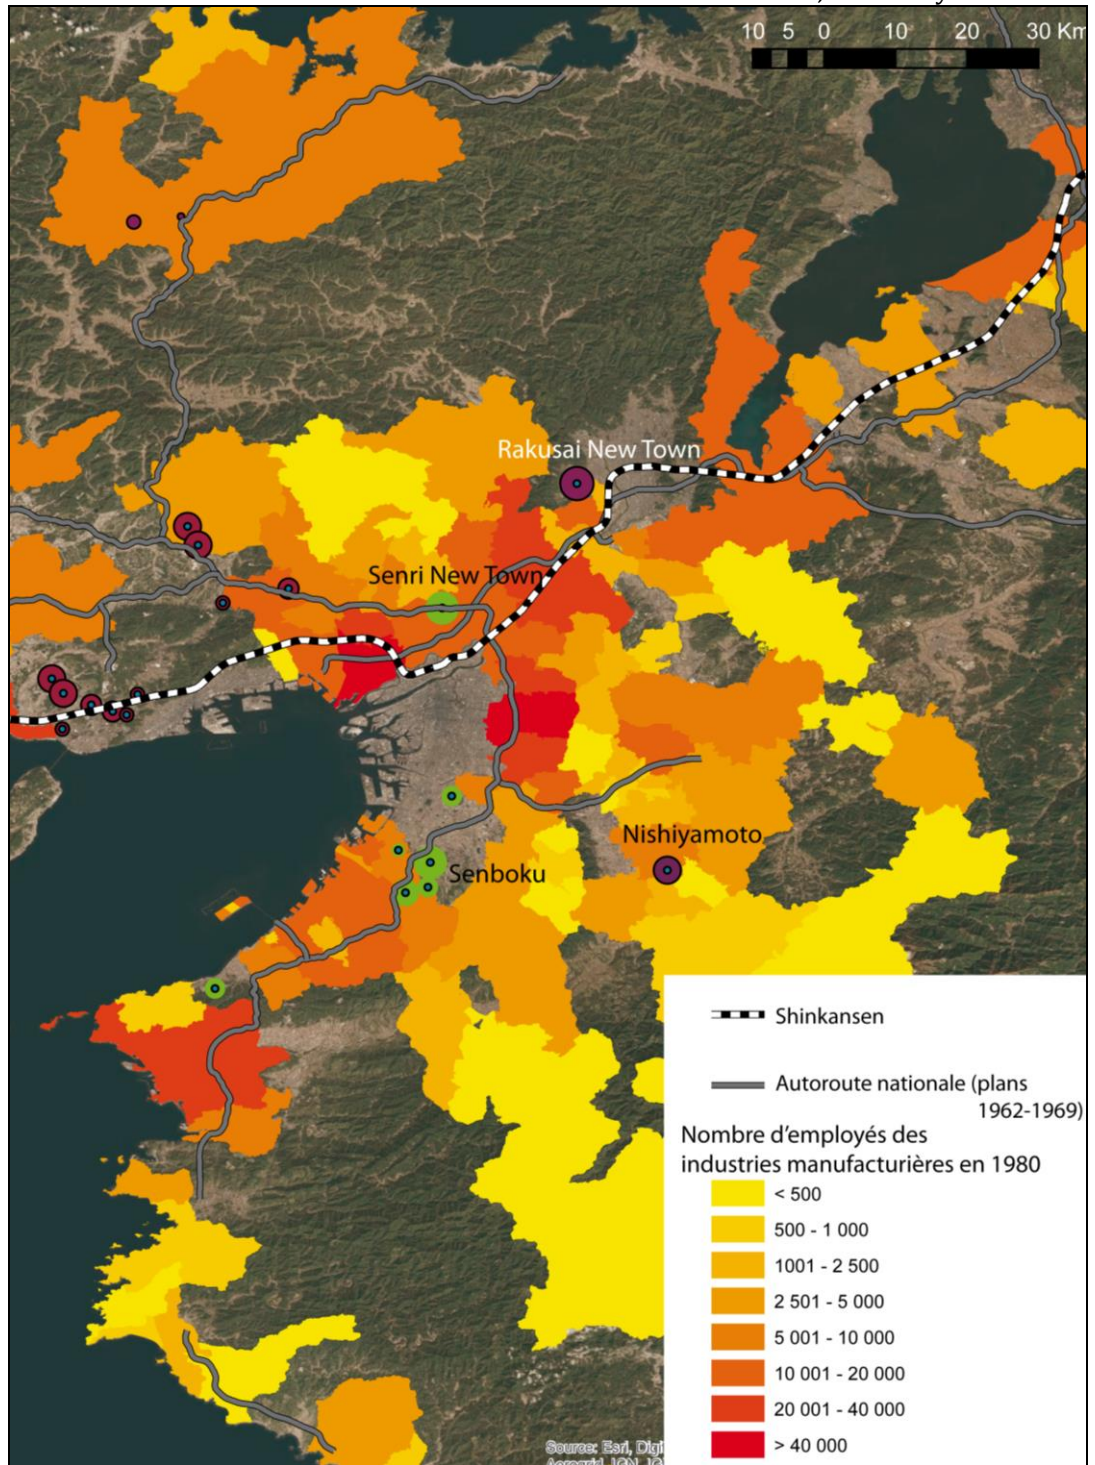 10 5 0 10 20 30 Km
Rakusai New Town
Senri New Town
Nishiyamoto
Senboku
Shinkansen
Autoroute nationale (plans
1962-1969)
Nombre d'employés des
industries manufacturières en 1980
< 500
500 - 1 000
1001 - 2 500
2 501 - 5 000
5 001 - 10 000
10 001 - 20 000
20 001 - 40 000
> 40 000
Source: Esri, Digi